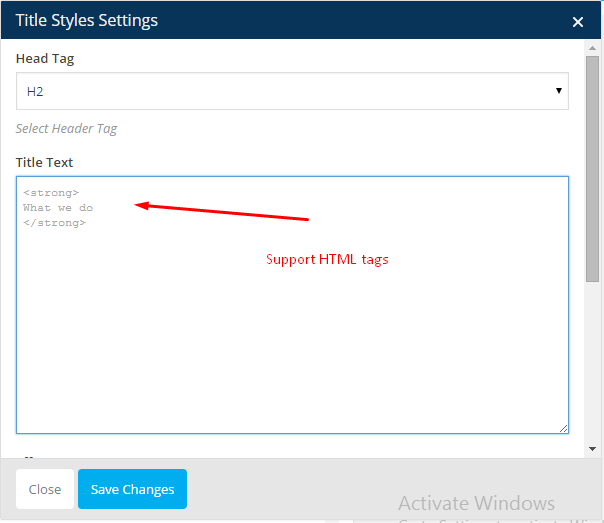 Title Styles Settings
×
Head Tag
H2
Select Header Tag
Title Text
<strong>
What we do
</strong>
Support HTML tags
Close
Save Changes
Activate Windows